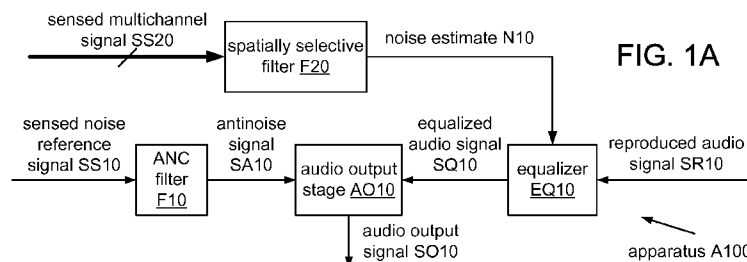 sensed multichannel
signal SS20
spatially selective
filter F20
noise estimate N10
FIG. 1A
sensed noise
reference
signal SS10
ANC
filter
F10
antinoise
signal
SA10
audio output
stage AO10
equalized
audio signal
SQ10
equalizer
EQ10
reproduced audio
signal SR10
audio output
signal SO10
apparatus A100